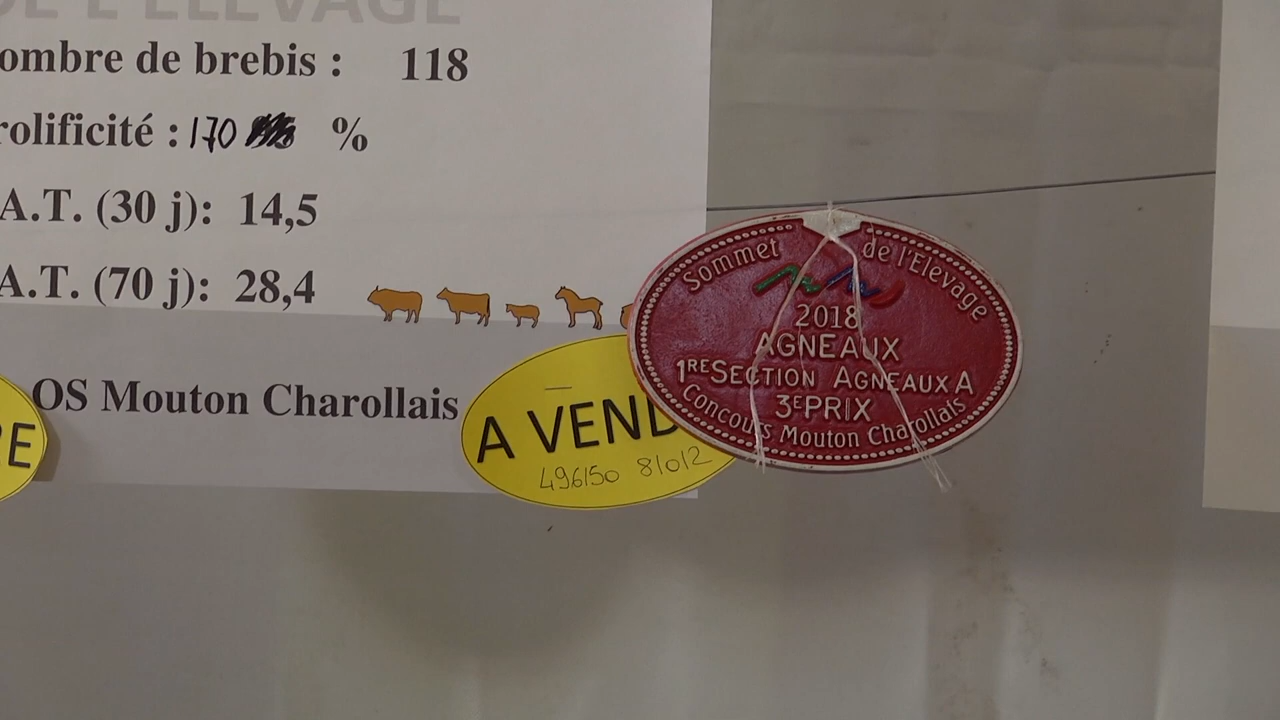 DE L'ELEVAGE
ombre de brebis : 118
rolificité : 170 %
A.T. (30 j): 14,5
A.T. (70 j): 28,4
OS Mouton Charollais
RE
A VEND
496150 81012
Sommet de l'Elevage
2018
AGNEAUX
1RE SECTION AGNEAUX A
3E PRIX
Concours Mouton Charollais